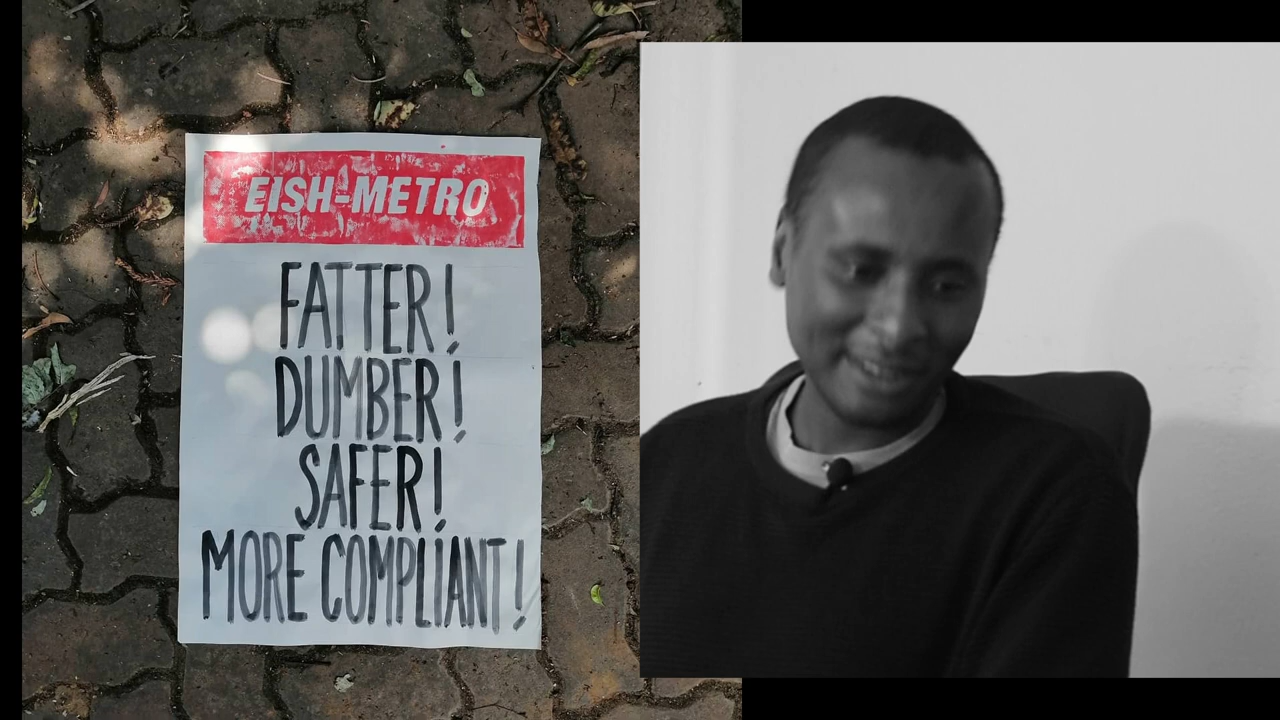 EISH-METRO
FATTER!
DUMBER!
SAFER!
MORE COMPLIANT!